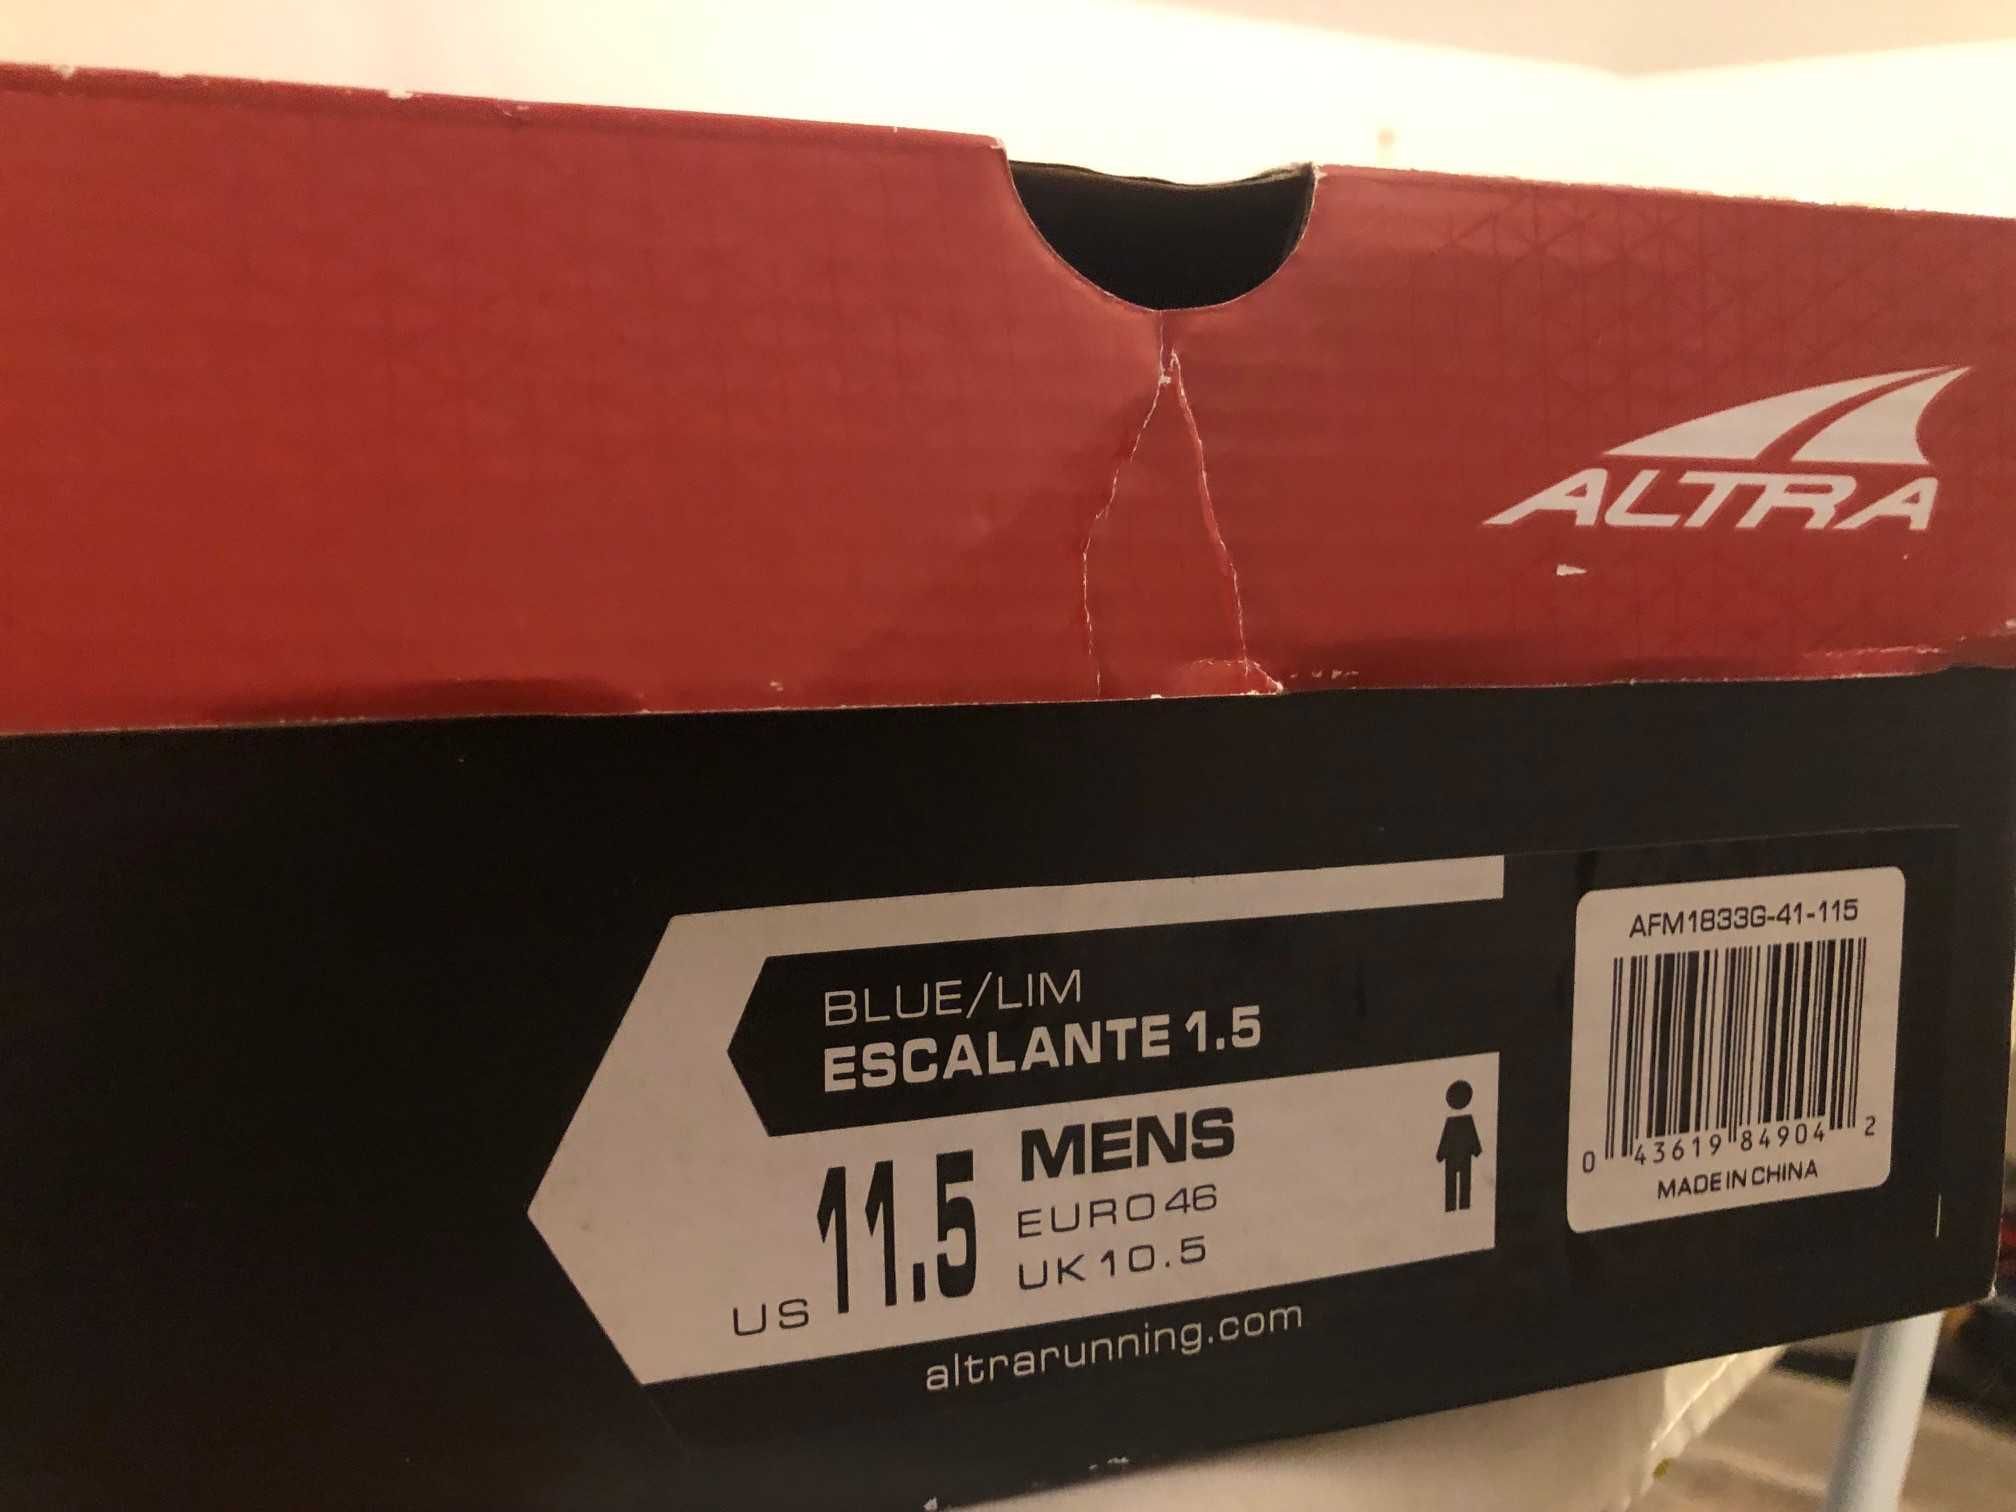 ALTRA
BLUE/LIM
ESCALANTE 1.5
US 11.5
MENS
EURO 46
UK 10.5
altrarunning.com
AFM1833G-41-115
0 43619 84904 2
MADE IN CHINA